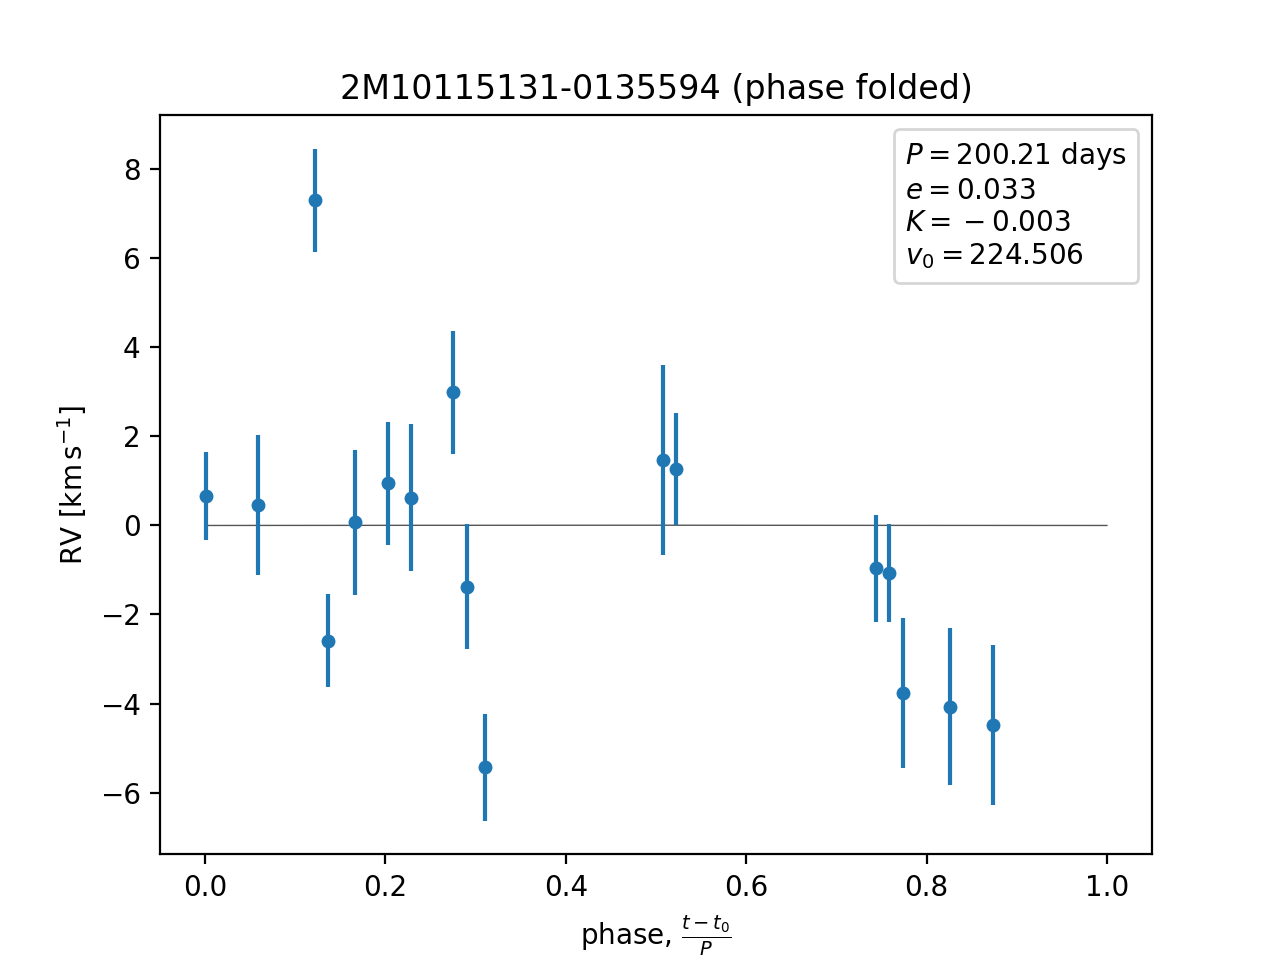 2M10115131-0135594 (phase folded)
P = 200.21 days
e = 0.033
K = −0.003
v₀ = 224.506
8
6
4
2
0
−2
−4
−6
RV [km s⁻¹]
0.0 0.2 0.4 0.6 0.8 1.0
phase, (t − t₀)/P